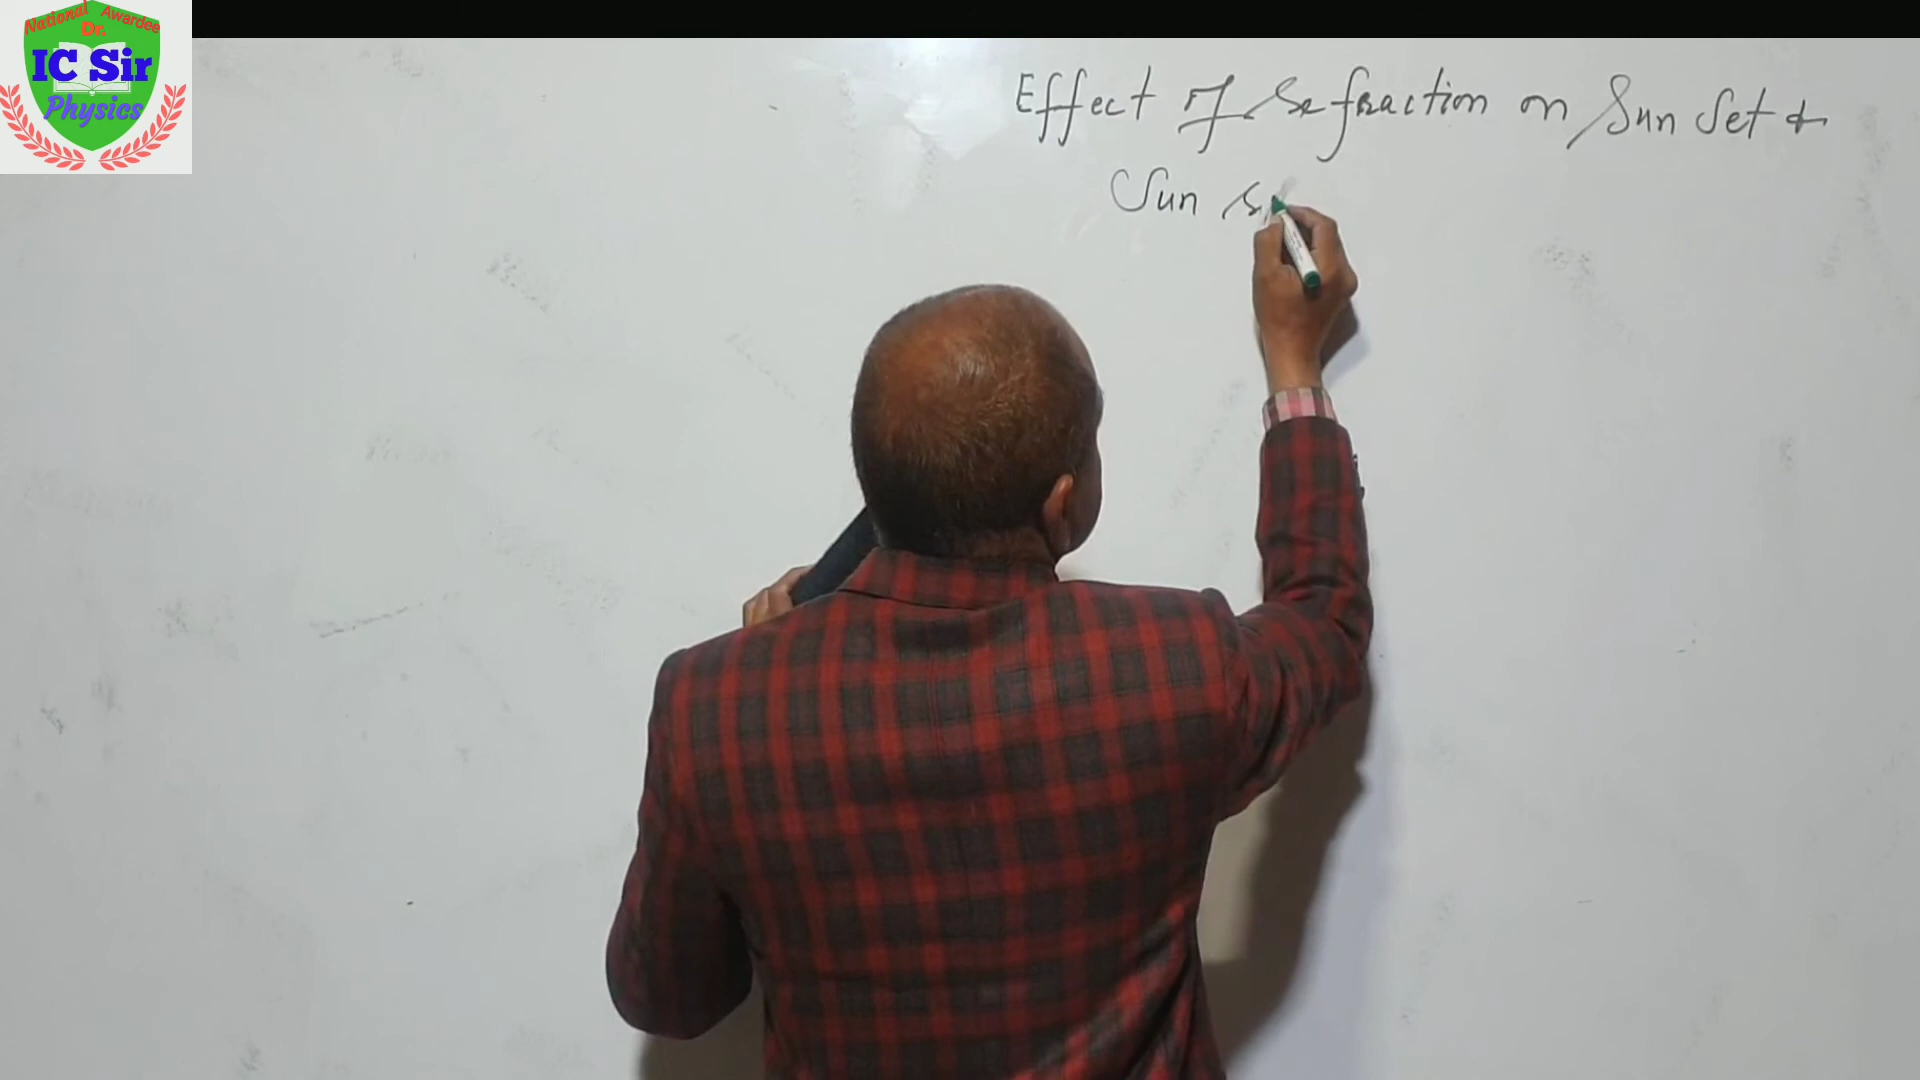 National Awardee
Dr.
IC Sir
Physics
Effect of refraction on Sun Set +
Sun